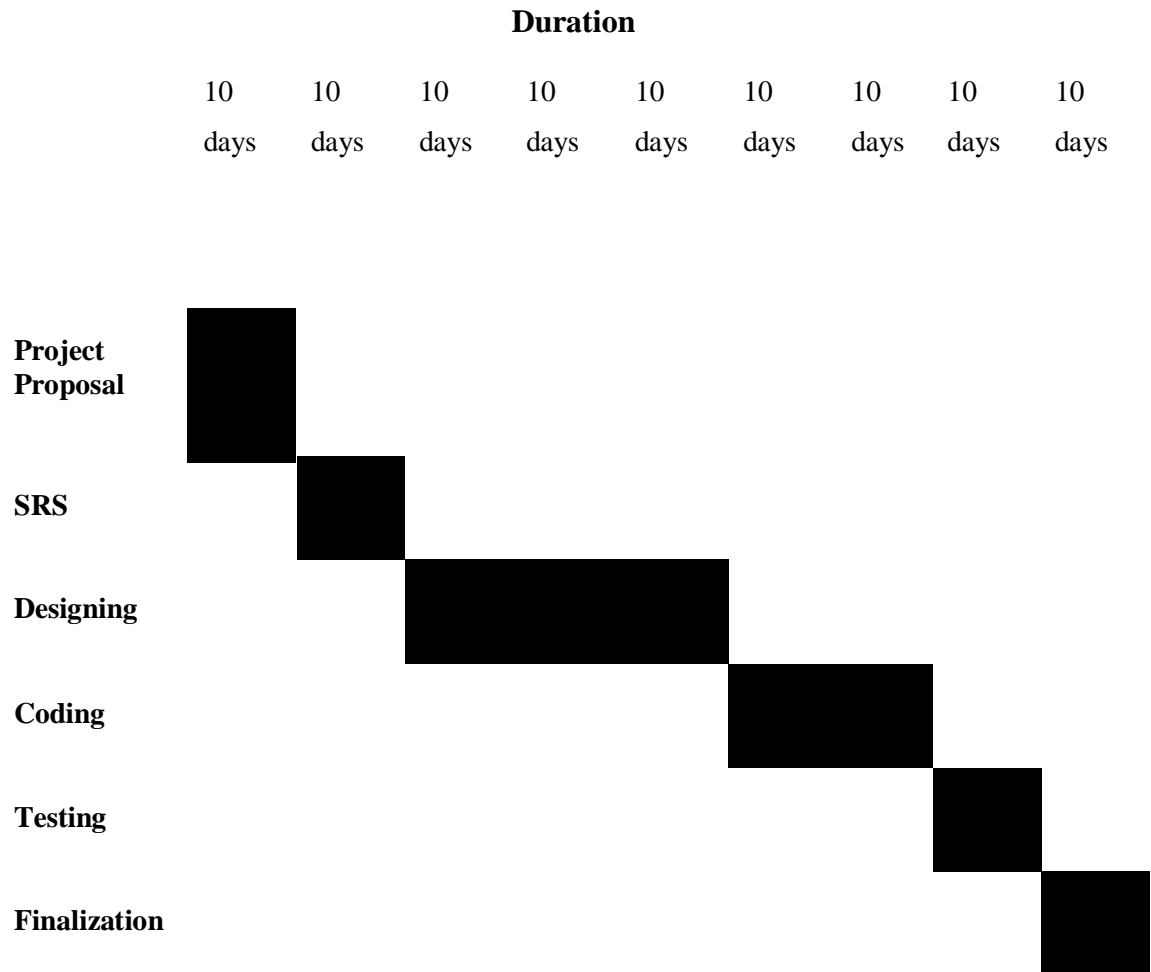 Duration
10 10 10 10 10 10 10 10 10
days days days days days days days days days
Project
Proposal
SRS
Designing
Coding
Testing
Finalization